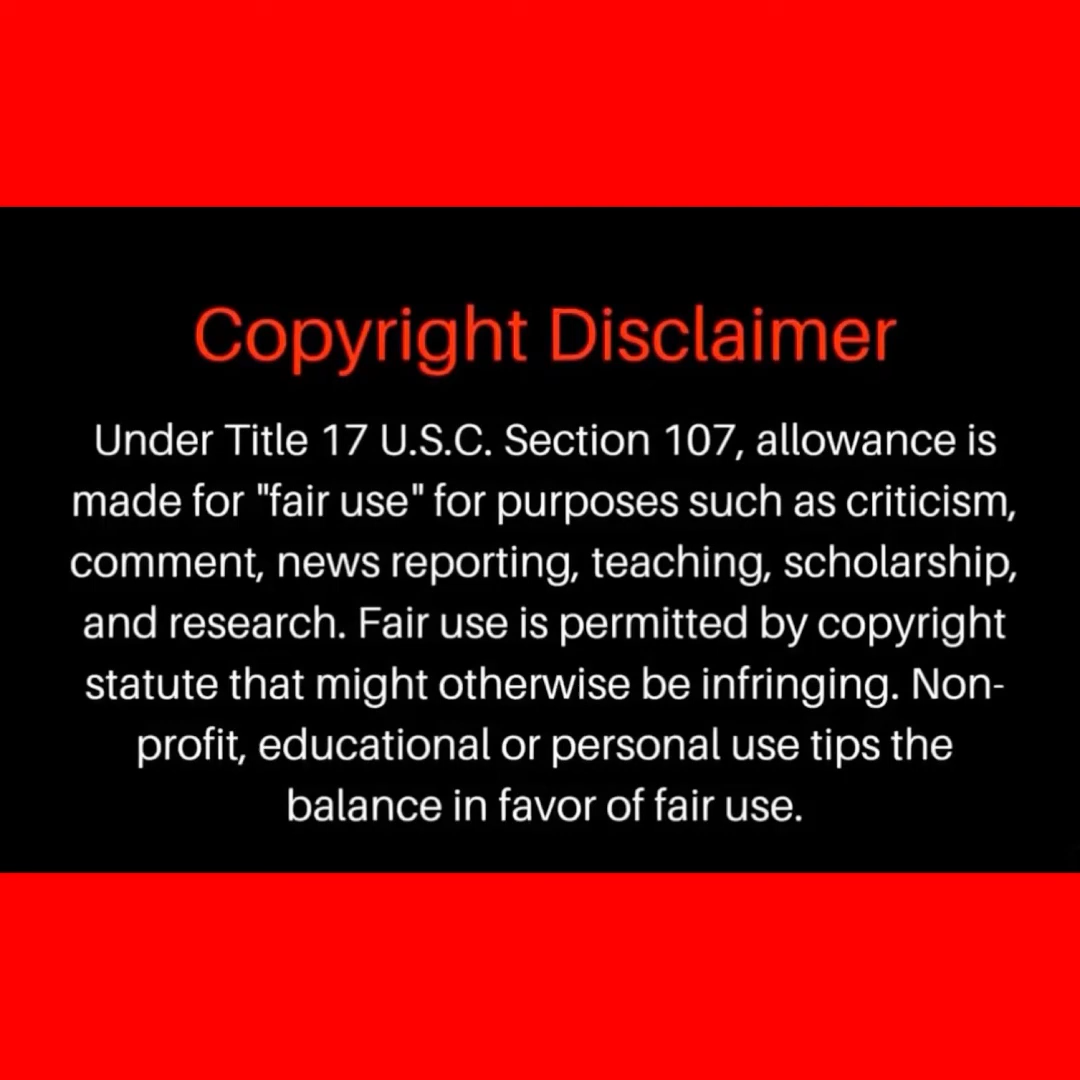 Copyright Disclaimer
Under Title 17 U.S.C. Section 107, allowance is
made for "fair use" for purposes such as criticism,
comment, news reporting, teaching, scholarship,
and research. Fair use is permitted by copyright
statute that might otherwise be infringing. Non-
profit, educational or personal use tips the
balance in favor of fair use.